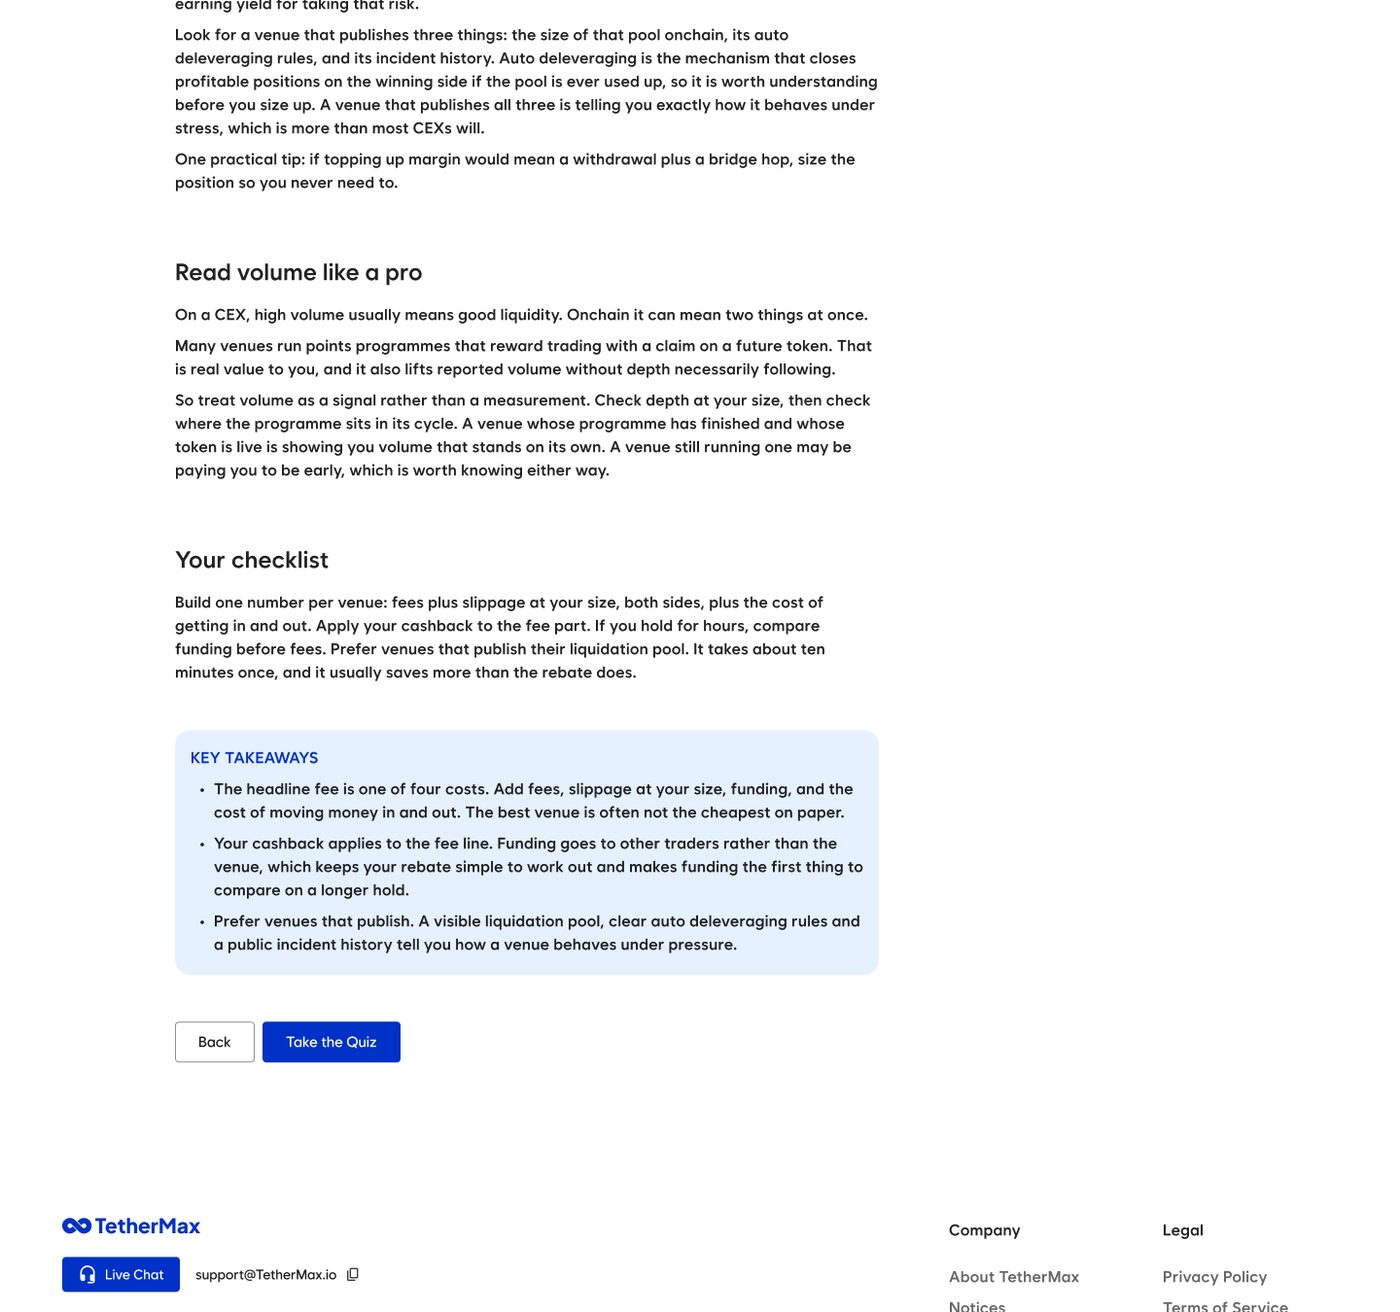 earning yield for taking that risk.
Look for a venue that publishes three things: the size of that pool onchain, its auto
deleveraging rules, and its incident history. Auto deleveraging is the mechanism that closes
profitable positions on the winning side if the pool is ever used up, so it is worth understanding
before you size up. A venue that publishes all three is telling you exactly how it behaves under
stress, which is more than most CEXs will.
One practical tip: if topping up margin would mean a withdrawal plus a bridge hop, size the
position so you never need to.
Read volume like a pro
On a CEX, high volume usually means good liquidity. Onchain it can mean two things at once.
Many venues run points programmes that reward trading with a claim on a future token. That
is real value to you, and it also lifts reported volume without depth necessarily following.
So treat volume as a signal rather than a measurement. Check depth at your size, then check
where the programme sits in its cycle. A venue whose programme has finished and whose
token is live is showing you volume that stands on its own. A venue still running one may be
paying you to be early, which is worth knowing either way.
Your checklist
Build one number per venue: fees plus slippage at your size, both sides, plus the cost of
getting in and out. Apply your cashback to the fee part. If you hold for hours, compare
funding before fees. Prefer venues that publish their liquidation pool. It takes about ten
minutes once, and it usually saves more than the rebate does.
KEY TAKEAWAYS
• The headline fee is one of four costs. Add fees, slippage at your size, funding, and the
cost of moving money in and out. The best venue is often not the cheapest on paper.
• Your cashback applies to the fee line. Funding goes to other traders rather than the
venue, which keeps your rebate simple to work out and makes funding the first thing to
compare on a longer hold.
• Prefer venues that publish. A visible liquidation pool, clear auto deleveraging rules and
a public incident history tell you how a venue behaves under pressure.
Back
Take the Quiz
TetherMax
Live Chat
support@TetherMax.io
Company
About TetherMax
Notices
Legal
Privacy Policy
Terms of Service